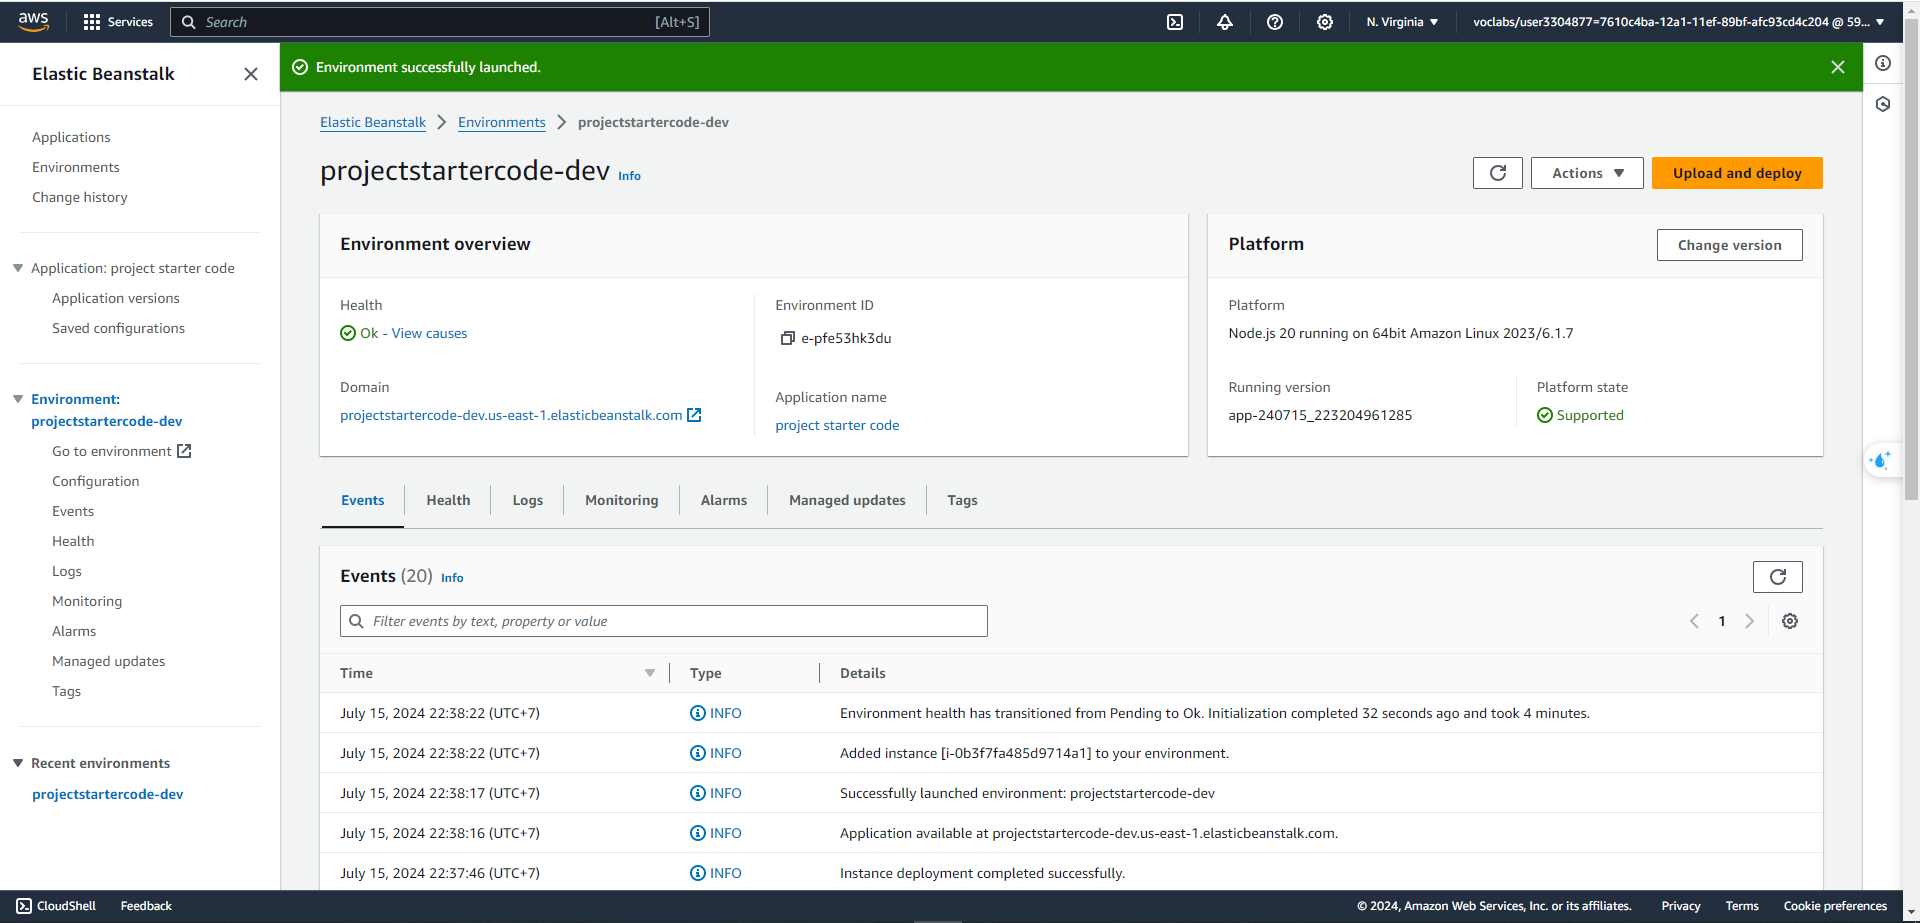 aws
Services
Search
[Alt+S]
N. Virginia
voclabs/user3304877=7610c4ba-12a1-11ef-89bf-afc93cd4c204 @ 59...
Elastic Beanstalk
Applications
Environments
Change history
Application: project starter code
Application versions
Saved configurations
Environment:
projectstartercode-dev
Go to environment
Configuration
Events
Health
Logs
Monitoring
Alarms
Managed updates
Tags
Recent environments
projectstartercode-dev
Environment successfully launched.
Elastic Beanstalk
Environments
projectstartercode-dev
projectstartercode-dev Info
Actions
Upload and deploy
Environment overview
Health
Ok - View causes
Domain
projectstartercode-dev.us-east-1.elasticbeanstalk.com
Environment ID
e-pfe53hk3du
Application name
project starter code
Platform
Change version
Platform
Node.js 20 running on 64bit Amazon Linux 2023/6.1.7
Running version
app-240715_223204961285
Platform state
Supported
Events
Health
Logs
Monitoring
Alarms
Managed updates
Tags
Events (20) Info
Filter events by text, property or value
1
Time
Type
Details
July 15, 2024 22:38:22 (UTC+7) INFO Environment health has transitioned from Pending to Ok. Initialization completed 32 seconds ago and took 4 minutes.
July 15, 2024 22:38:22 (UTC+7) INFO Added instance [i-0b3f7fa485d9714a1] to your environment.
July 15, 2024 22:38:17 (UTC+7) INFO Successfully launched environment: projectstartercode-dev
July 15, 2024 22:38:16 (UTC+7) INFO Application available at projectstartercode-dev.us-east-1.elasticbeanstalk.com.
July 15, 2024 22:37:46 (UTC+7) INFO Instance deployment completed successfully.
CloudShell
Feedback
© 2024, Amazon Web Services, Inc. or its affiliates.
Privacy
Terms
Cookie preferences